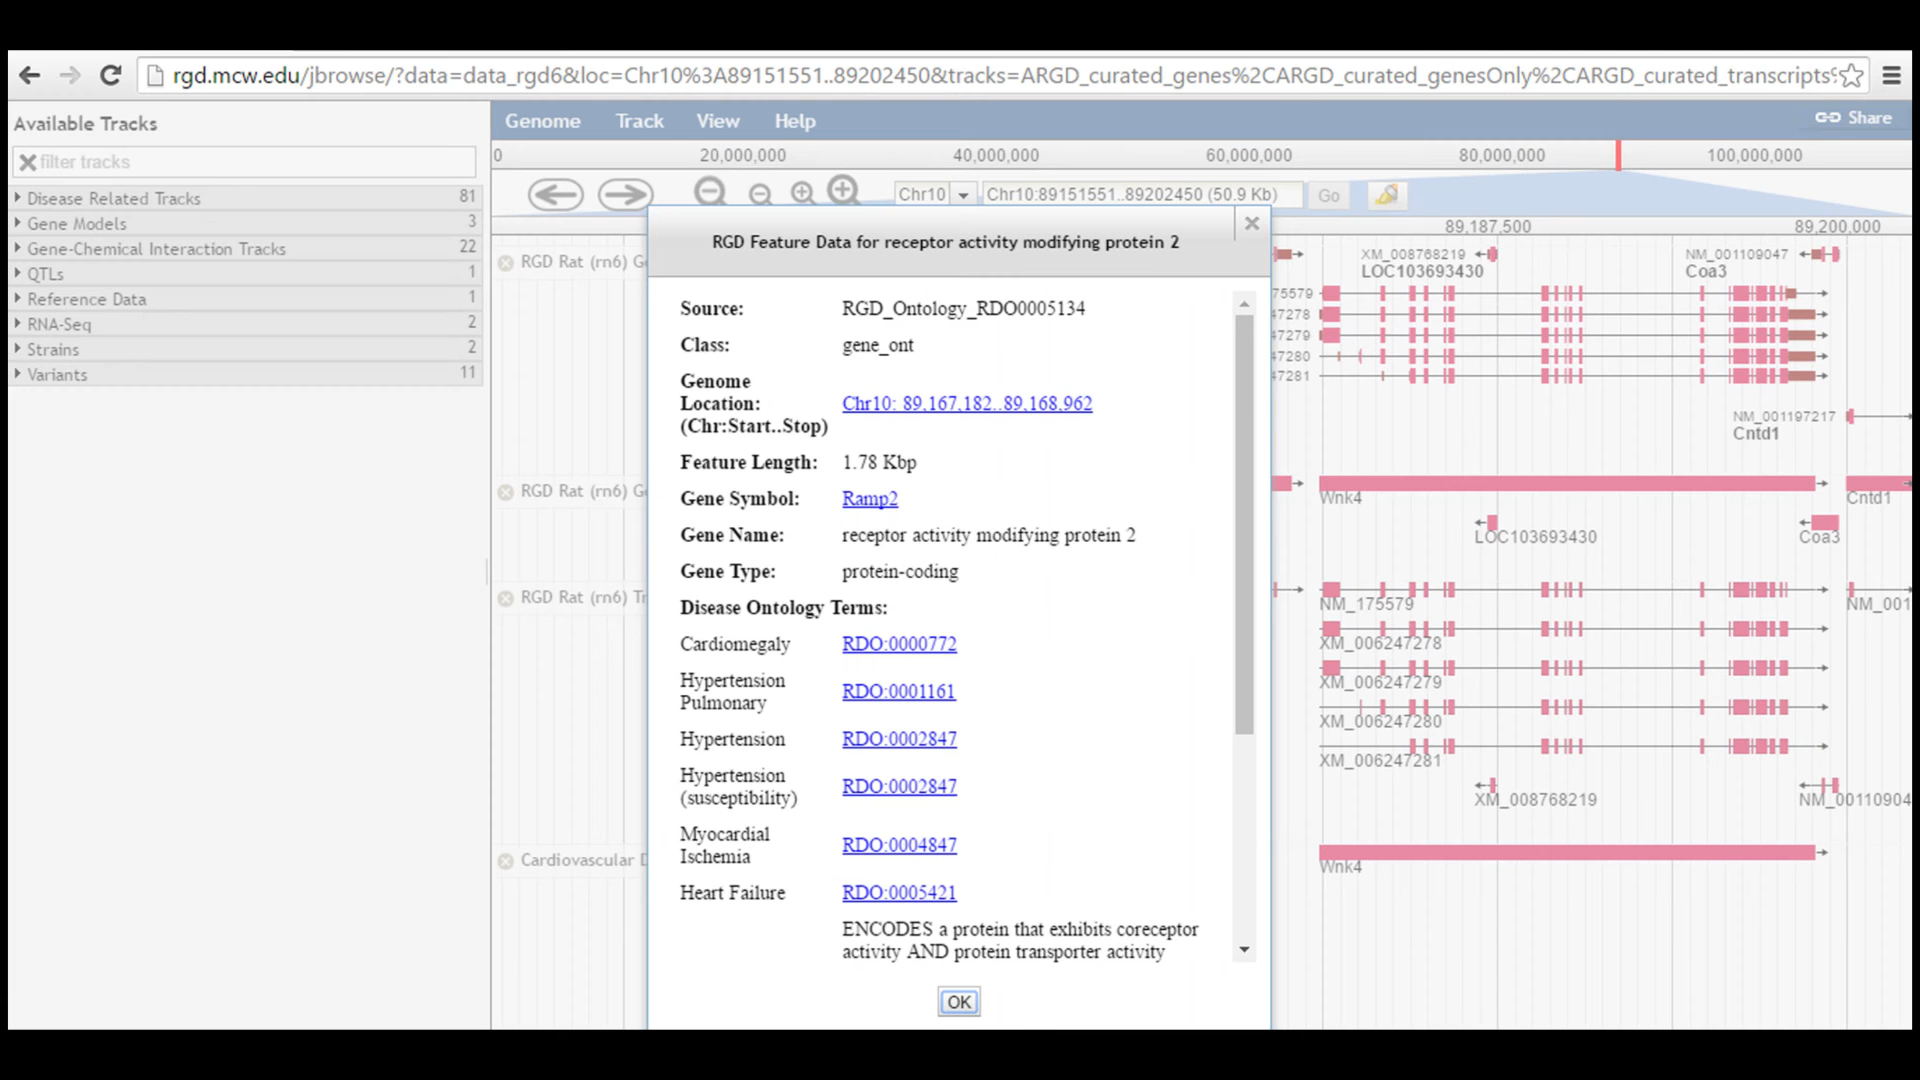 rgd.mcw.edu/jbrowse/?data=data_rgd6&loc=Chr10%3A89151551..89202450&tracks=ARGD_curated_genes%2CARGD_curated_genesOnly%2CARGD_curated_transcripts%
Available Tracks
filter tracks
Disease Related Tracks 81
Gene Models 3
Gene-Chemical Interaction Tracks 22
QTLs 1
Reference Data 1
RNA-Seq 2
Strains 2
Variants 11
Genome Track View Help Share
0 20,000,000 40,000,000 60,000,000 80,000,000 100,000,000
Chr10 Chr10:89151551..89202450 (50.9 Kb) Go
89,187,500 89,200,000
RGD Rat (rn6) G
RGD Rat (rn6) G
RGD Rat (rn6) Tr
Cardiovascular D
RGD Feature Data for receptor activity modifying protein 2
Source: RGD_Ontology_RDO0005134
Class: gene_ont
Genome
Location:
(Chr:Start..Stop)
Chr10: 89,167,182..89,168,962
Feature Length: 1.78 Kbp
Gene Symbol: Ramp2
Gene Name: receptor activity modifying protein 2
Gene Type: protein-coding
Disease Ontology Terms:
Cardiomegaly RDO:0000772
Hypertension
Pulmonary
RDO:0001161
Hypertension RDO:0002847
Hypertension
(susceptibility)
RDO:0002847
Myocardial
Ischemia
RDO:0004847
Heart Failure RDO:0005421
ENCODES a protein that exhibits coreceptor
activity AND protein transporter activity
OK
XM_008768219 NM_001109047
LOC103693430 Coa3
75579
47278
47279
47280
47281
NM_001197217
Cntd1
Wnk4 Cntd1
LOC103693430 Coa3
NM_175579 NM_001
XM_006247278
XM_006247279
XM_006247280
XM_006247281
XM_008768219 NM_00110904
Wnk4